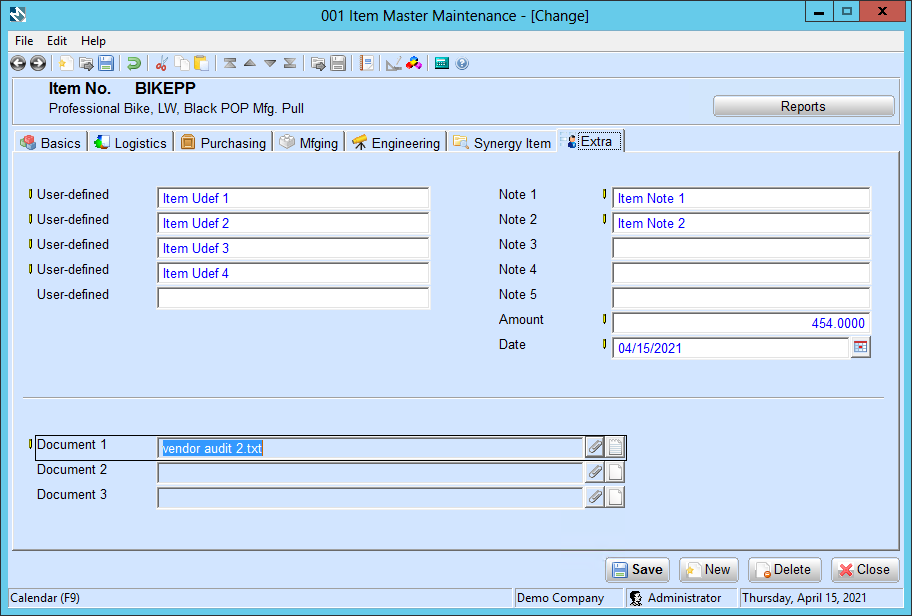 001 Item Master Maintenance - [Change]
File Edit Help
Item No. BIKEPP
Professional Bike, LW, Black POP Mfg. Pull
Reports
Basics Logistics Purchasing Mfging Engineering Synergy Item Extra
User-defined Item Udef 1 Note 1 Item Note 1
User-defined Item Udef 2 Note 2 Item Note 2
User-defined Item Udef 3 Note 3
User-defined Item Udef 4 Note 4
User-defined Note 5
Amount 454.0000
Date 04/15/2021
Document 1 vendor audit 2.txt
Document 2
Document 3
Save New Delete Close
Calendar (F9) Demo Company Administrator Thursday, April 15, 2021